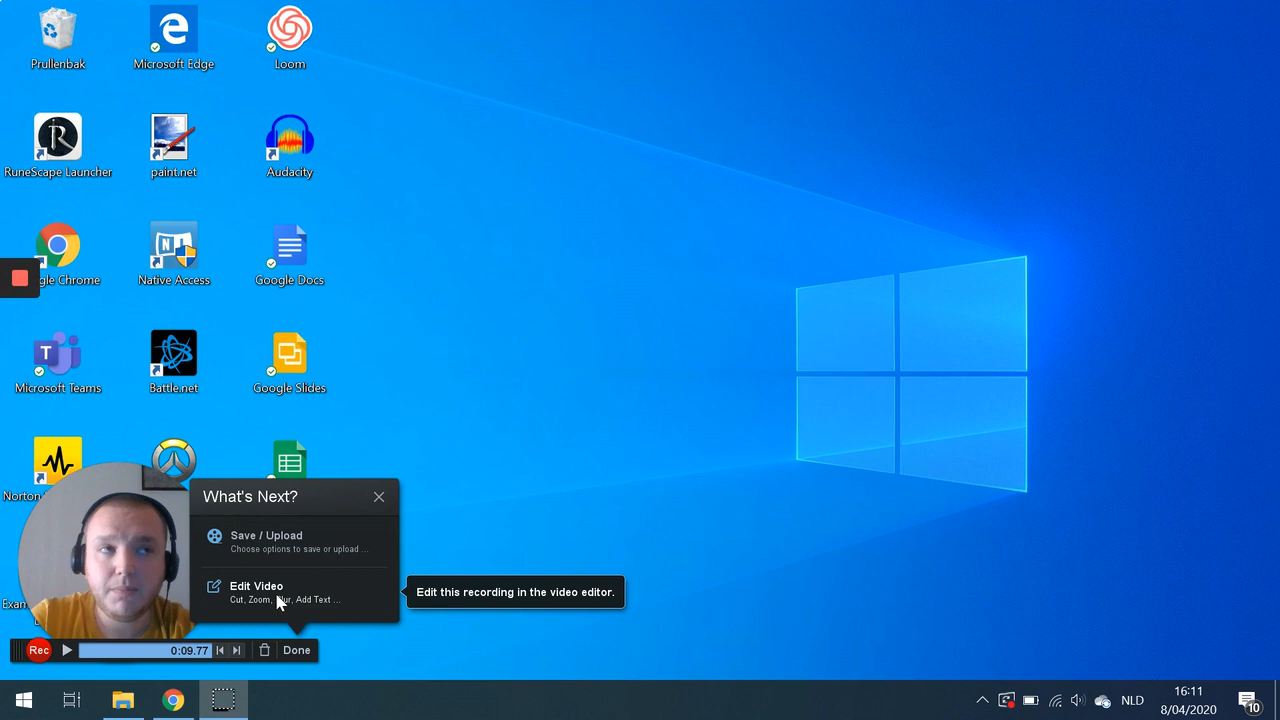 Prullenbak
Microsoft Edge
Loom
RuneScape Launcher
paint.net
Audacity
gle Chrome
Native Access
Google Docs
Microsoft Teams
Battle.net
Google Slides
Norton
What's Next?
Save / Upload
Choose options to save or upload ...
Edit Video
Cut, Zoom, Blur, Add Text ...
Edit this recording in the video editor.
Exam
Rec
0:09.77
Done
NLD
16:11
8/04/2020
10